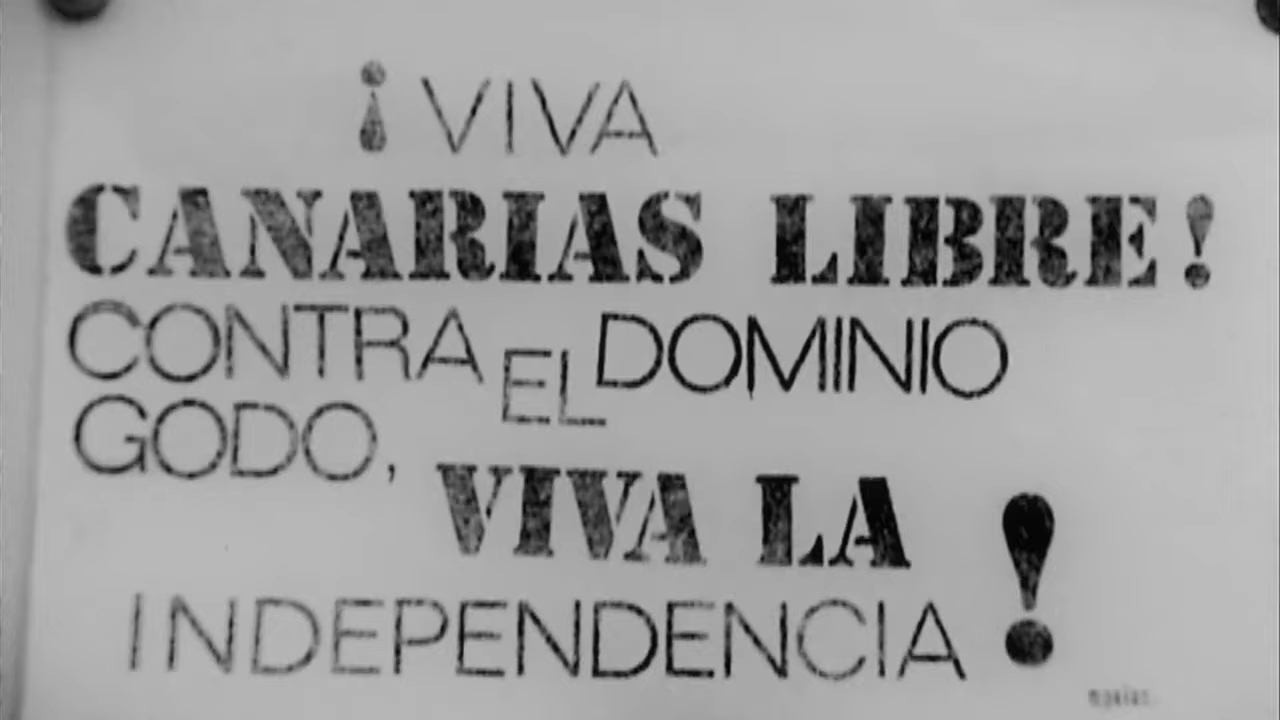 ¡VIVA
CANARIAS LIBRE!
CONTRA EL DOMINIO
GODO, VIVA LA
INDEPENDENCIA!